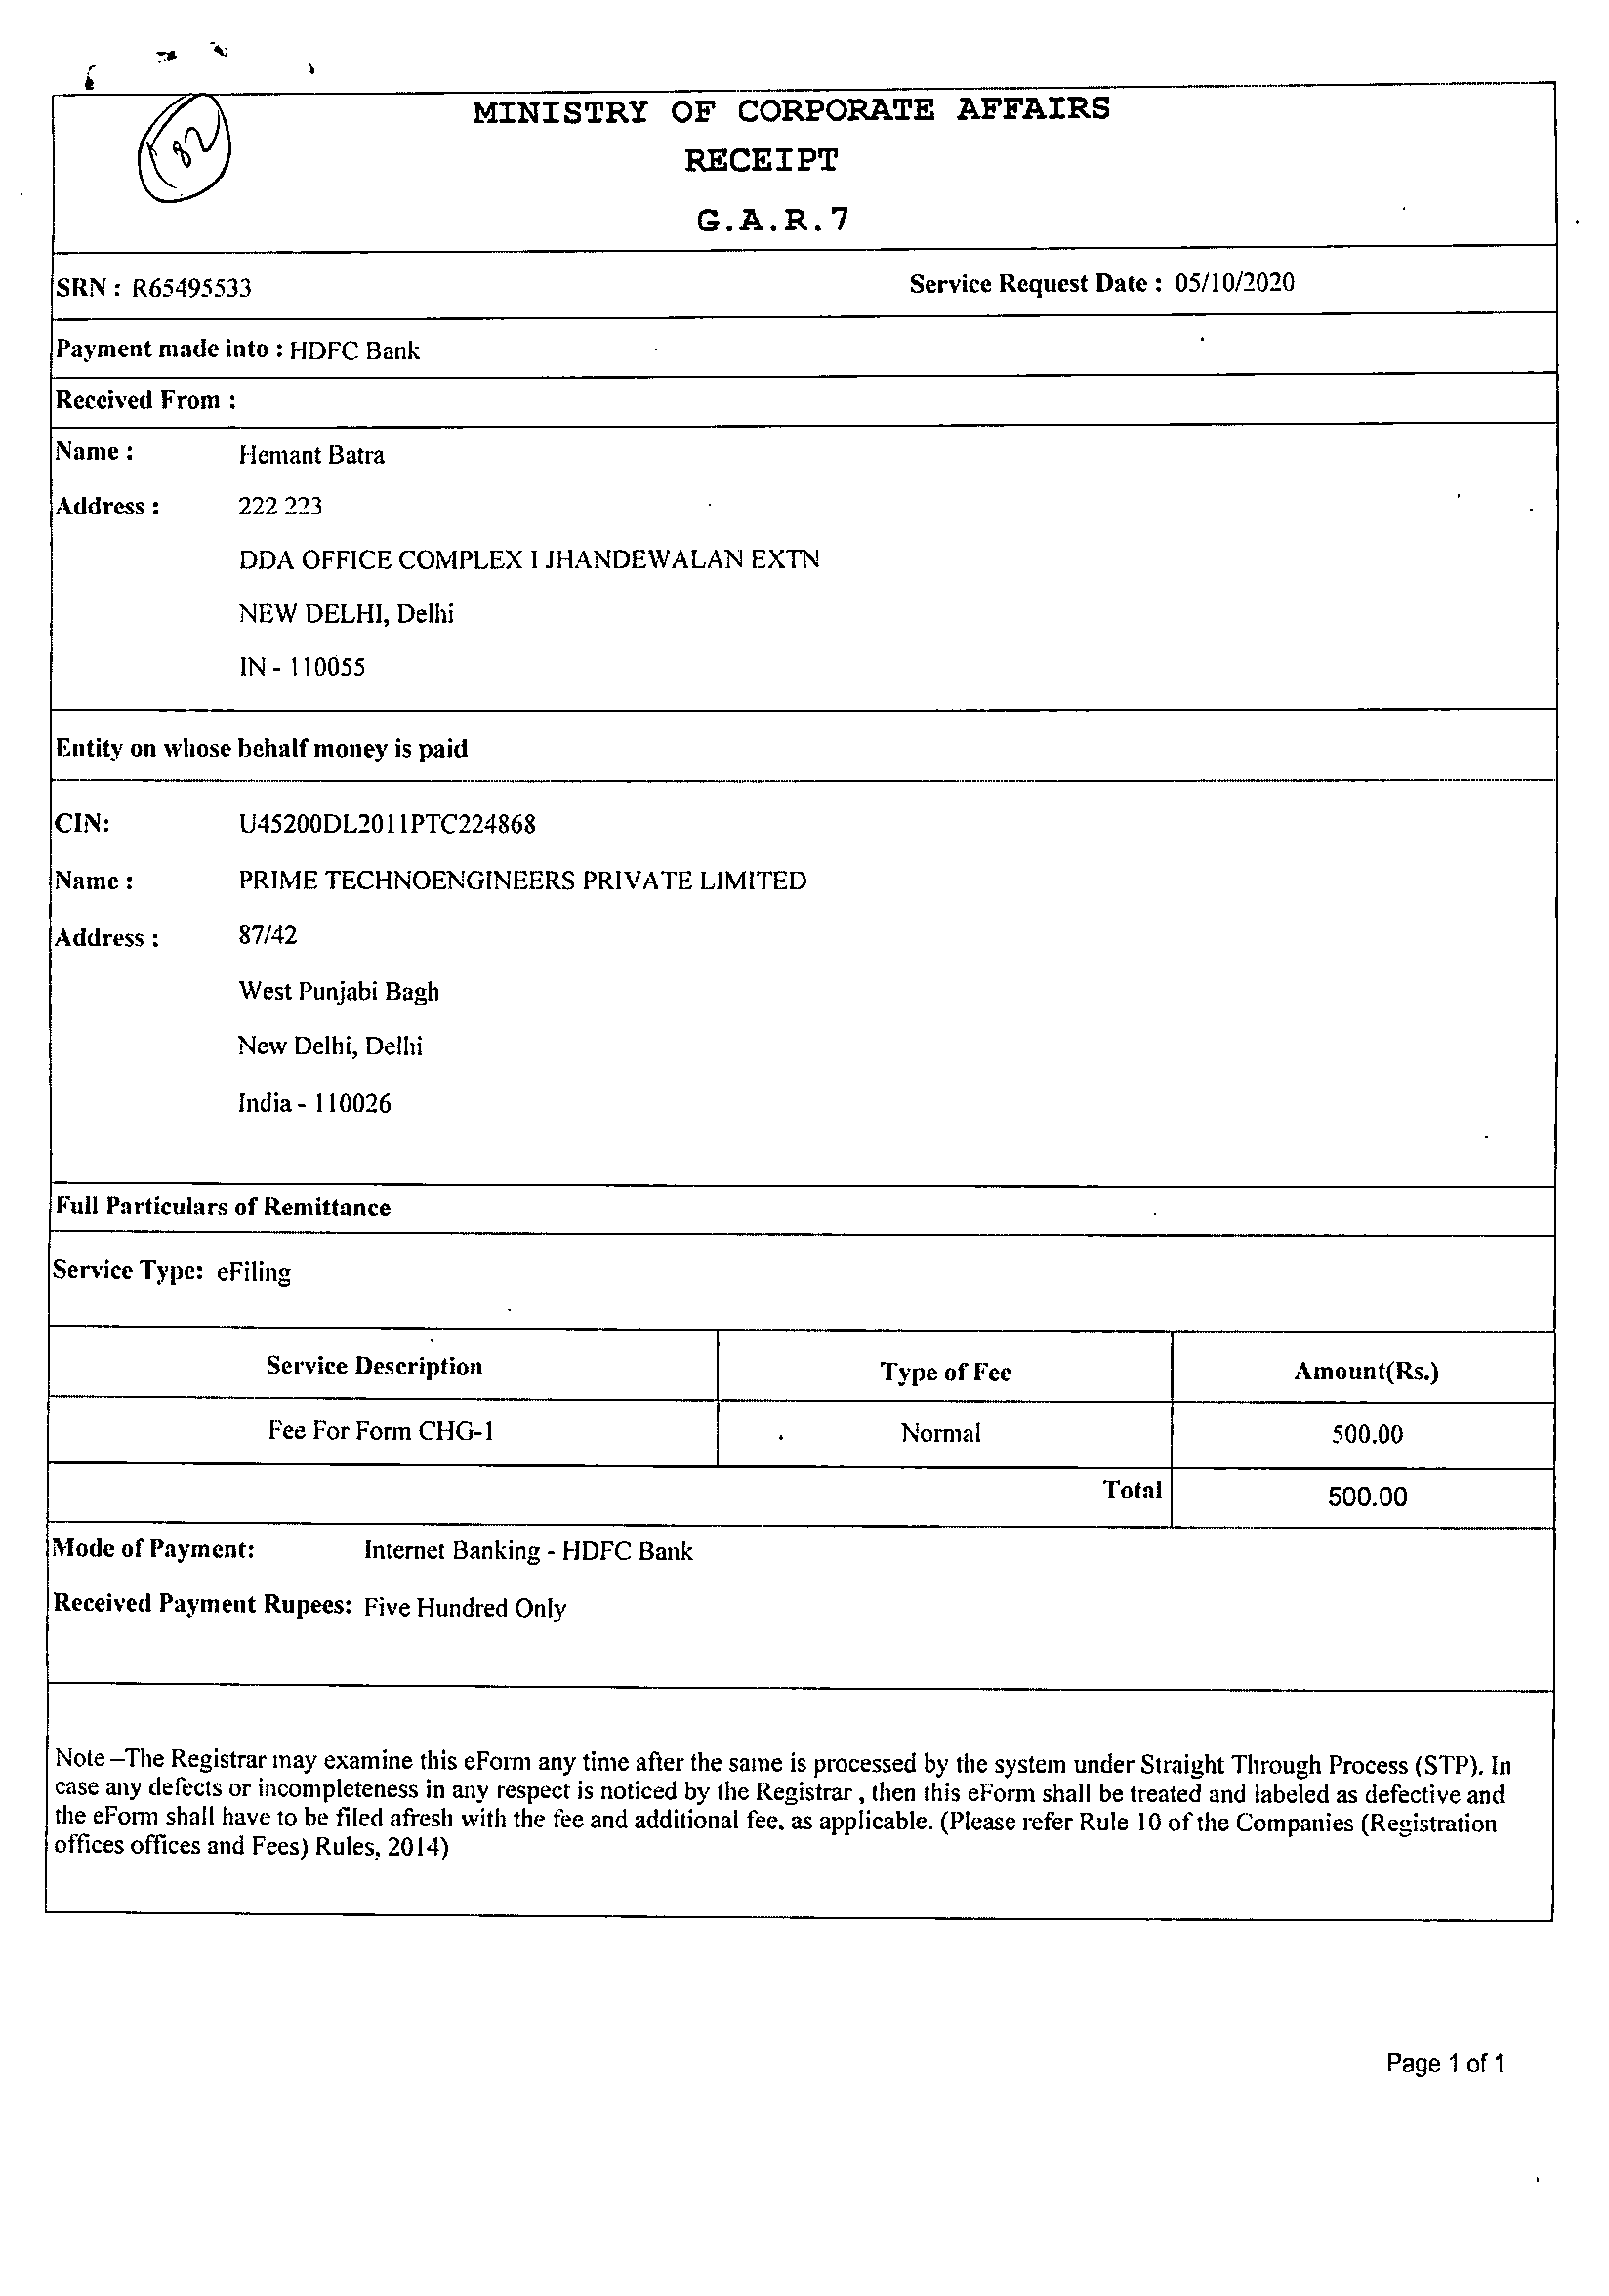 82
MINISTRY OF CORPORATE AFFAIRS
RECEIPT
G.A.R.7
SRN : R65495533 Service Request Date : 05/10/2020
Payment made into : HDFC Bank
Received From :
Name : Hemant Batra
Address : 222 223
DDA OFFICE COMPLEX I JHANDEWALAN EXTN
NEW DELHI, Delhi
IN - 110055
Entity on whose behalf money is paid
CIN: U45200DL2011PTC224868
Name : PRIME TECHNOENGINEERS PRIVATE LIMITED
Address : 87/42
West Punjabi Bagh
New Delhi, Delhi
India - 110026
Full Particulars of Remittance
Service Type: eFiling
Service Description Type of Fee Amount(Rs.)
Fee For Form CHG-1 Normal 500.00
Total 500.00
Mode of Payment: Internet Banking - HDFC Bank
Received Payment Rupees: Five Hundred Only
Note –The Registrar may examine this eForm any time after the same is processed by the system under Straight Through Process (STP). In
case any defects or incompleteness in any respect is noticed by the Registrar , then this eForm shall be treated and labeled as defective and
the eForm shall have to be filed afresh with the fee and additional fee, as applicable. (Please refer Rule 10 of the Companies (Registration
offices offices and Fees) Rules, 2014)
Page 1 of 1